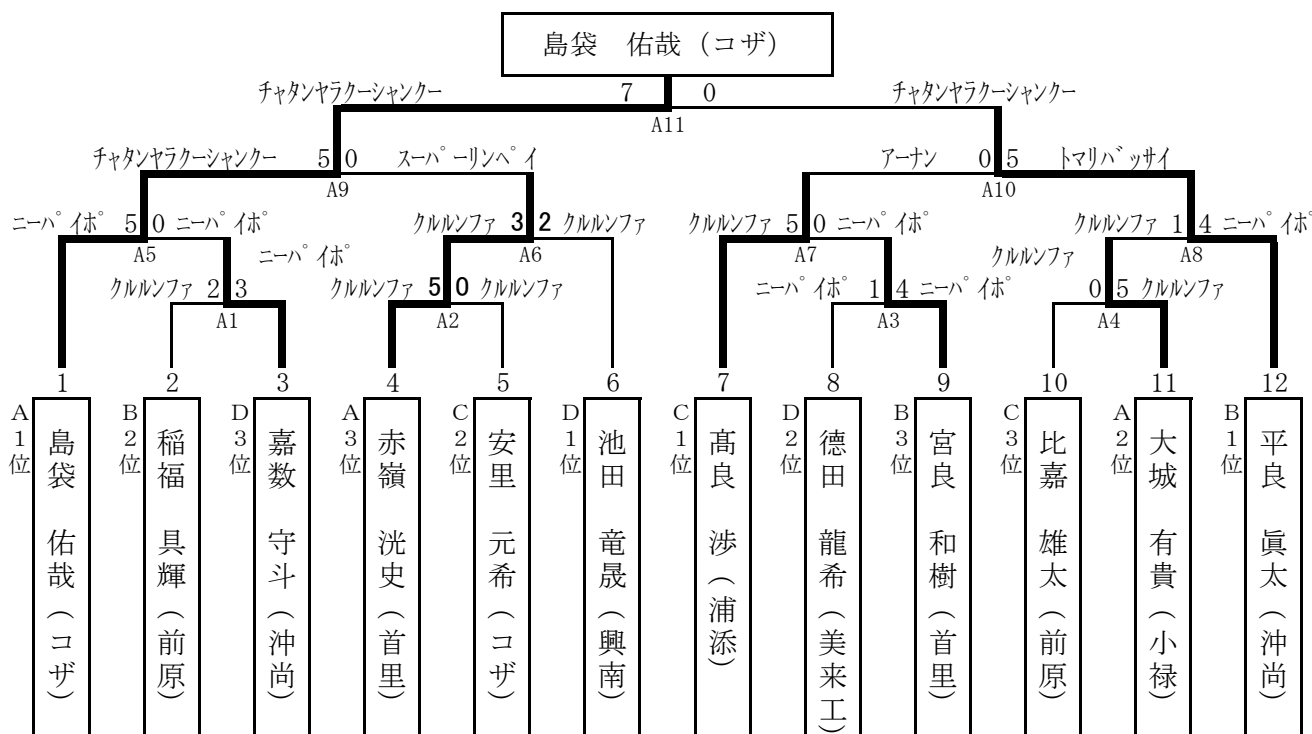 島袋　佑哉（コザ）
チャタンヤラクーシャンクー 7 0 チャタンヤラクーシャンクー
A11
チャタンヤラクーシャンクー 5 0 スーパーリンペイ アーナン 0 5 トマリバッサイ
A9 A10
ニーパイポ 5 0 ニーパイポ クルルンファ 3 2 クルルンファ クルルンファ 5 0 ニーパイポ クルルンファ 1 4 ニーパイポ
A5 ニーパイポ A6 A7 クルルンファ A8
クルルンファ 2 3 クルルンファ 5 0 クルルンファ ニーパイポ 1 4 ニーパイポ 0 5 クルルンファ
A1 A2 A3 A4
1 2 3 4 5 6 7 8 9 10 11 12
A1位
島袋　佑哉（コザ）
B2位
稲福　具輝（前原）
D3位
嘉数　守斗（沖尚）
A3位
赤嶺　洸史（首里）
C2位
安里　元希（コザ）
D1位
池田　竜晟（興南）
C1位
髙良　渉（浦添）
D2位
德田　龍希（美来工）
B3位
宮良　和樹（首里）
C3位
比嘉　雄太（前原）
A2位
大城　有貴（小禄）
B1位
平良　眞太（沖尚）